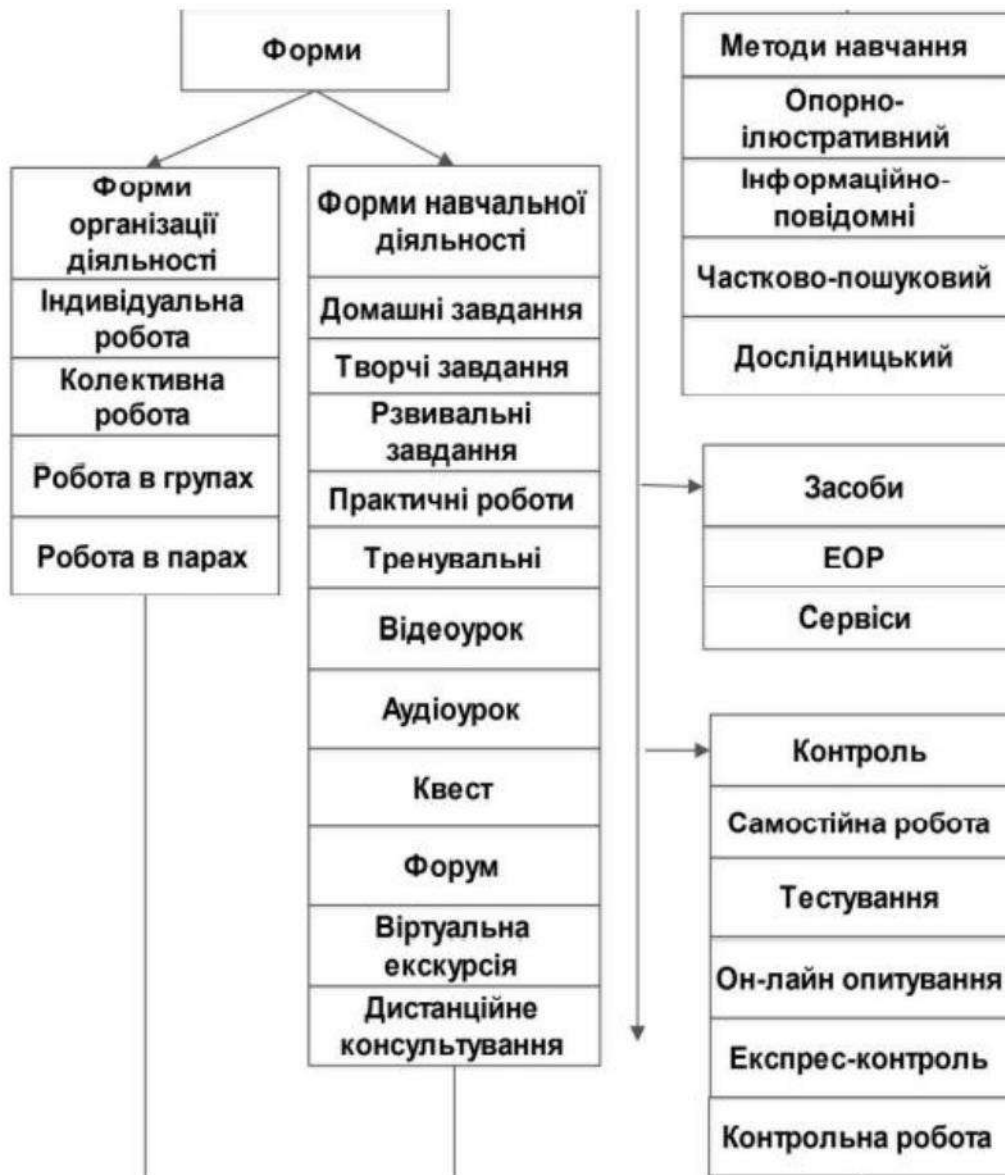 Форми
Форми
організації
діяльності
Індивідуальна
робота
Колективна
робота
Робота в групах
Робота в парах
Форми навчальної
діяльності
Домашні завдання
Творчі завдання
Рзвивальні
завдання
Практичні роботи
Тренувальні
Відеоурок
Аудіоурок
Квест
Форум
Віртуальна
екскурсія
Дистанційне
консультування
Методи навчання
Опорно-
ілюстративний
Інформаційно-
повідомні
Частково-пошуковий
Дослідницький
Засоби
ЕОР
Сервіси
Контроль
Самостійна робота
Тестування
Он-лайн опитування
Експрес-контроль
Контрольна робота